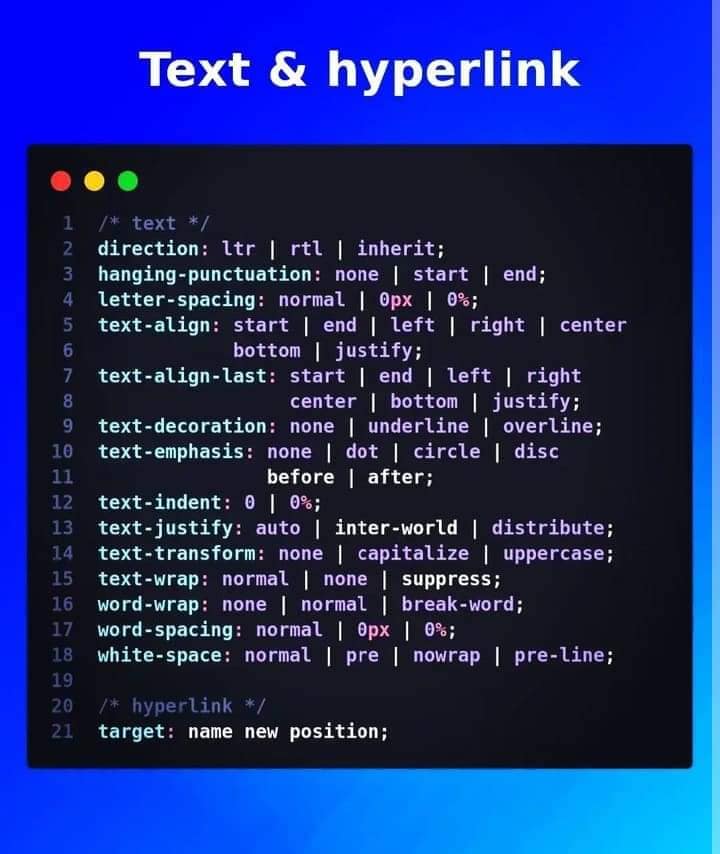 Text & hyperlink
1 /* text */
2 direction: ltr | rtl | inherit;
3 hanging-punctuation: none | start | end;
4 letter-spacing: normal | 0px | 0%;
5 text-align: start | end | left | right | center
6 bottom | justify;
7 text-align-last: start | end | left | right
8 center | bottom | justify;
9 text-decoration: none | underline | overline;
10 text-emphasis: none | dot | circle | disc
11 before | after;
12 text-indent: 0 | 0%;
13 text-justify: auto | inter-world | distribute;
14 text-transform: none | capitalize | uppercase;
15 text-wrap: normal | none | suppress;
16 word-wrap: none | normal | break-word;
17 word-spacing: normal | 0px | 0%;
18 white-space: normal | pre | nowrap | pre-line;
19
20 /* hyperlink */
21 target: name new position;